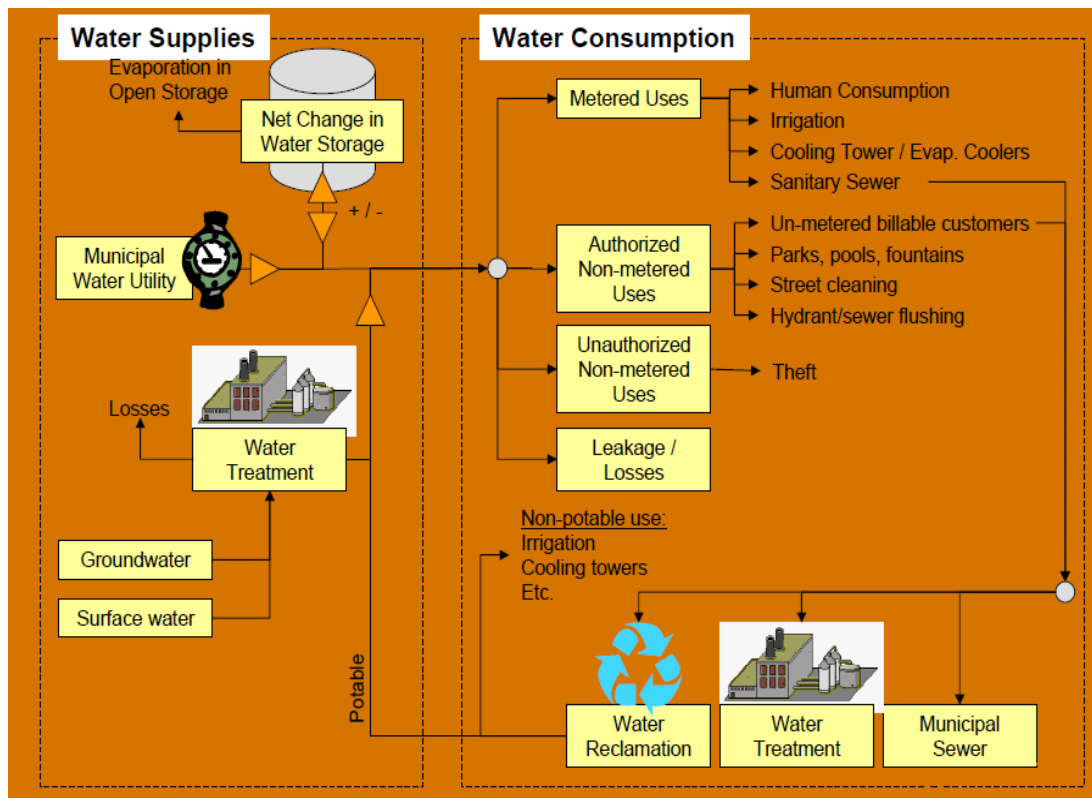 Water Supplies
Evaporation in
Open Storage
Net Change in
Water Storage
+ / -
Municipal
Water Utility
Losses
Water
Treatment
Groundwater
Surface water
Potable
Water Consumption
Metered Uses
Human Consumption
Irrigation
Cooling Tower / Evap. Coolers
Sanitary Sewer
Authorized
Non-metered
Uses
Un-metered billable customers
Parks, pools, fountains
Street cleaning
Hydrant/sewer flushing
Unauthorized
Non-metered
Uses
Theft
Leakage /
Losses
Non-potable use:
Irrigation
Cooling towers
Etc.
Water
Reclamation
Water
Treatment
Municipal
Sewer